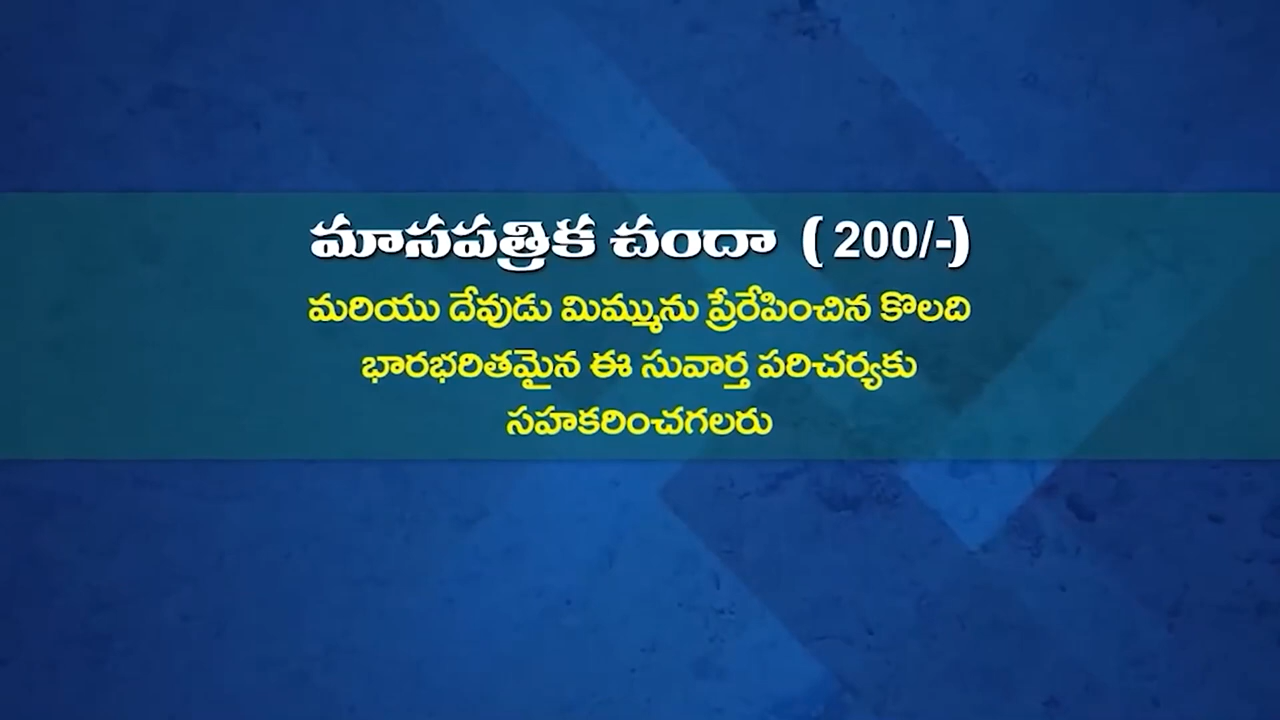 మాసపత్రిక చందా ( 200/-)
మరియు దేవుడు మిమ్మును ప్రేరేపించిన కొలది
భారభరితమైన ఈ సువార్త పరిచర్యకు
సహకరించగలరు